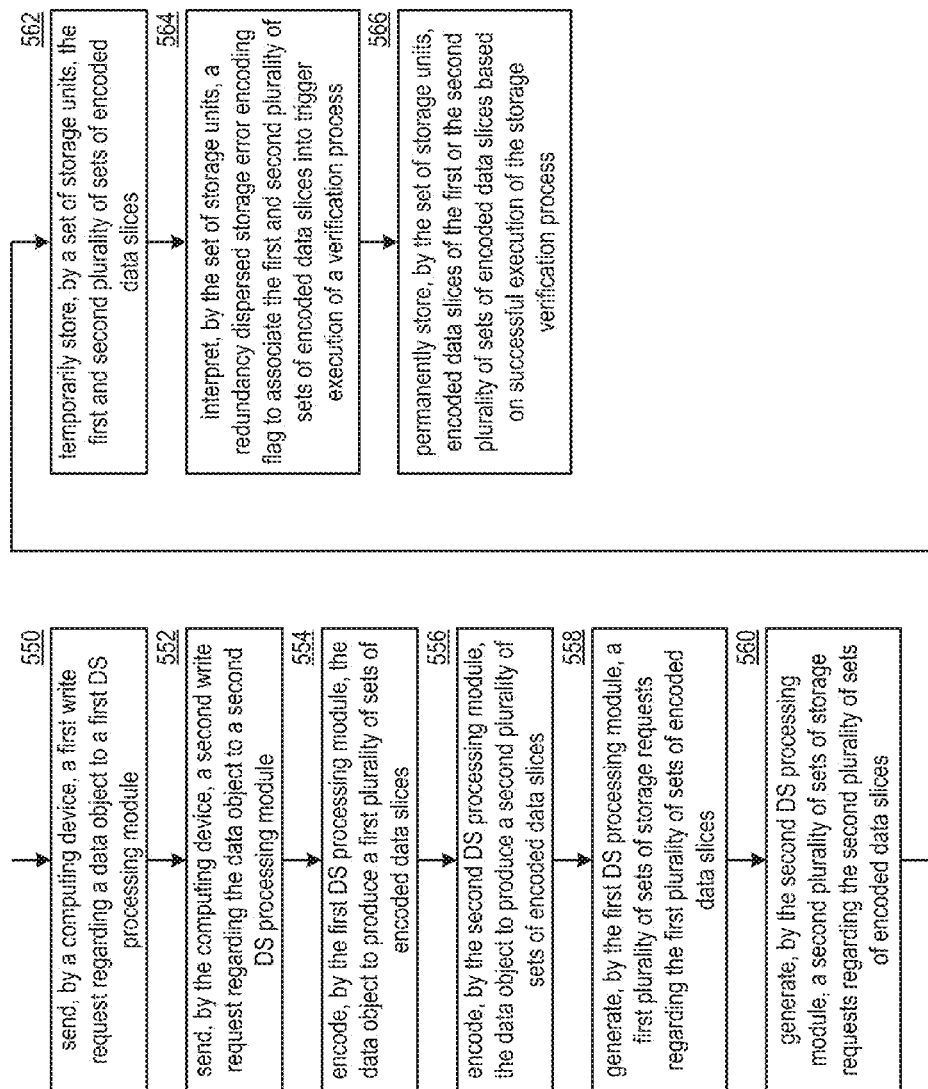 550
send, by a computing device, a first write
request regarding a data object to a first DS
processing module
552
send, by the computing device, a second write
request regarding the data object to a second
DS processing module
554
encode, by the first DS processing module, the
data object to produce a first plurality of sets of
encoded data slices
556
encode, by the second DS processing module,
the data object to produce a second plurality of
sets of encoded data slices
558
generate, by the first DS processing module, a
first plurality of sets of storage requests
regarding the first plurality of sets of encoded
data slices
560
generate, by the second DS processing
module, a second plurality of sets of storage
requests regarding the second plurality of sets
of encoded data slices
562
temporarily store, by a set of storage units, the
first and second plurality of sets of encoded
data slices
564
interpret, by the set of storage units, a
redundancy dispersed storage error encoding
flag to associate the first and second plurality of
sets of encoded data slices into trigger
execution of a verification process
566
permanently store, by the set of storage units,
encoded data slices of the first or the second
plurality of sets of encoded data slices based
on successful execution of the storage
verification process